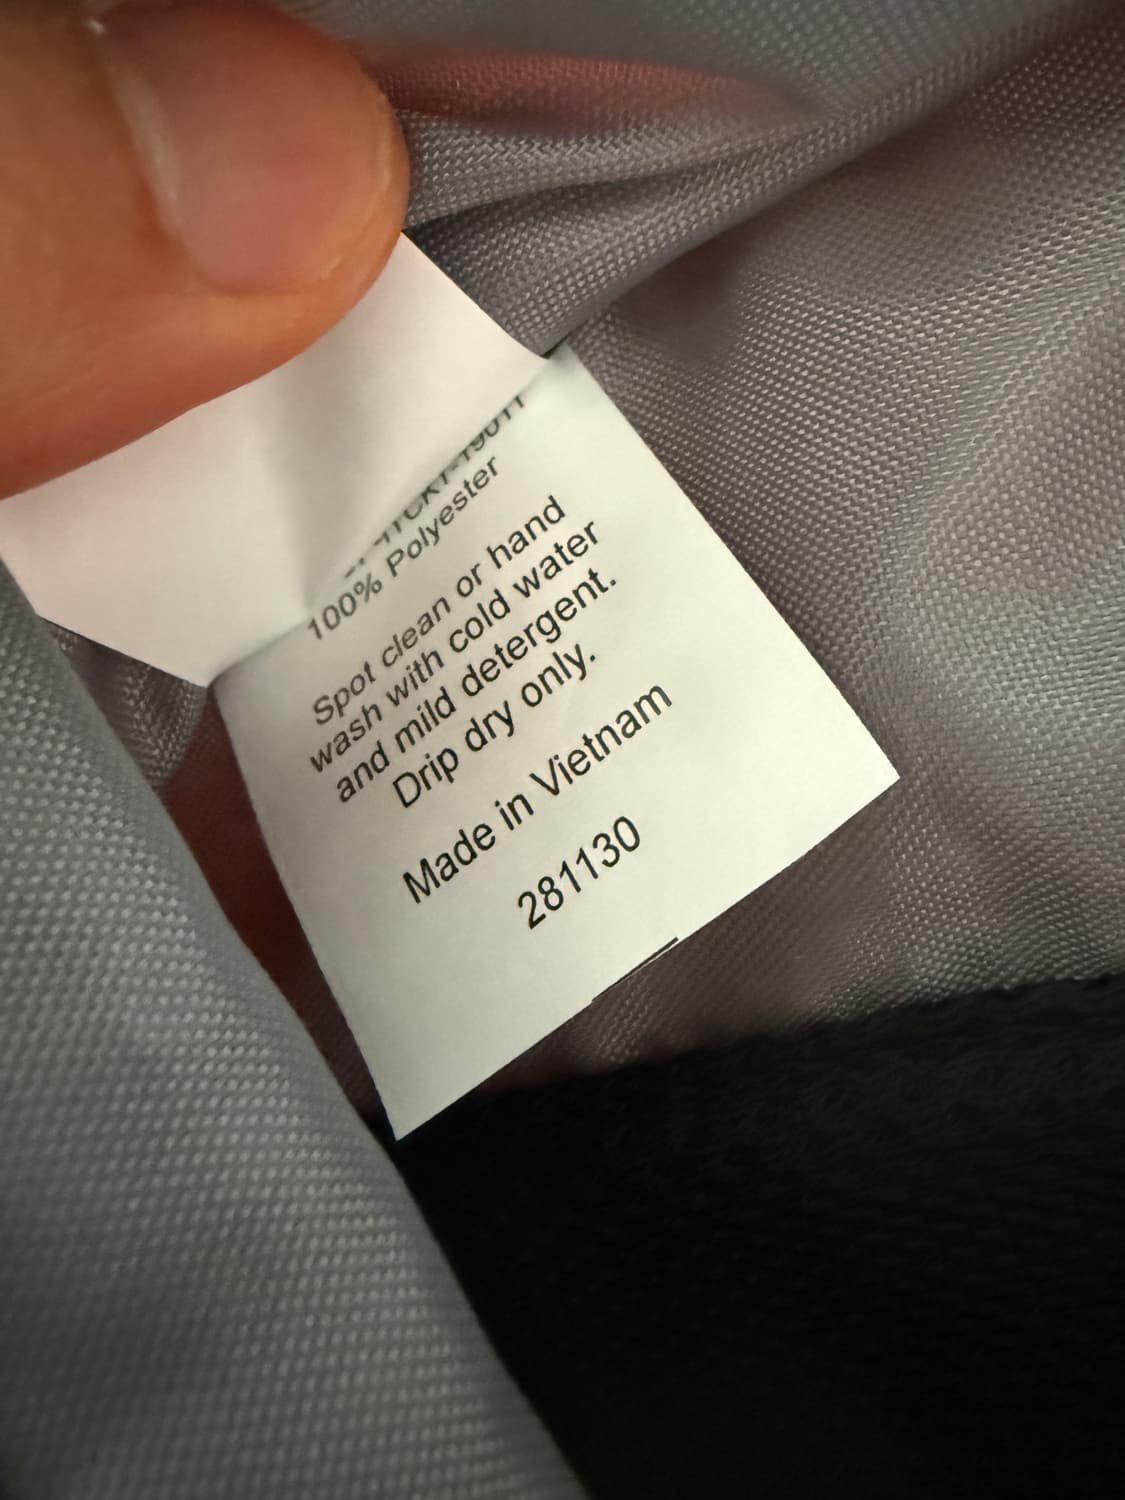 100% Polyester
Spot clean or hand
wash with cold water
and mild detergent.
Drip dry only.
Made in Vietnam
281130